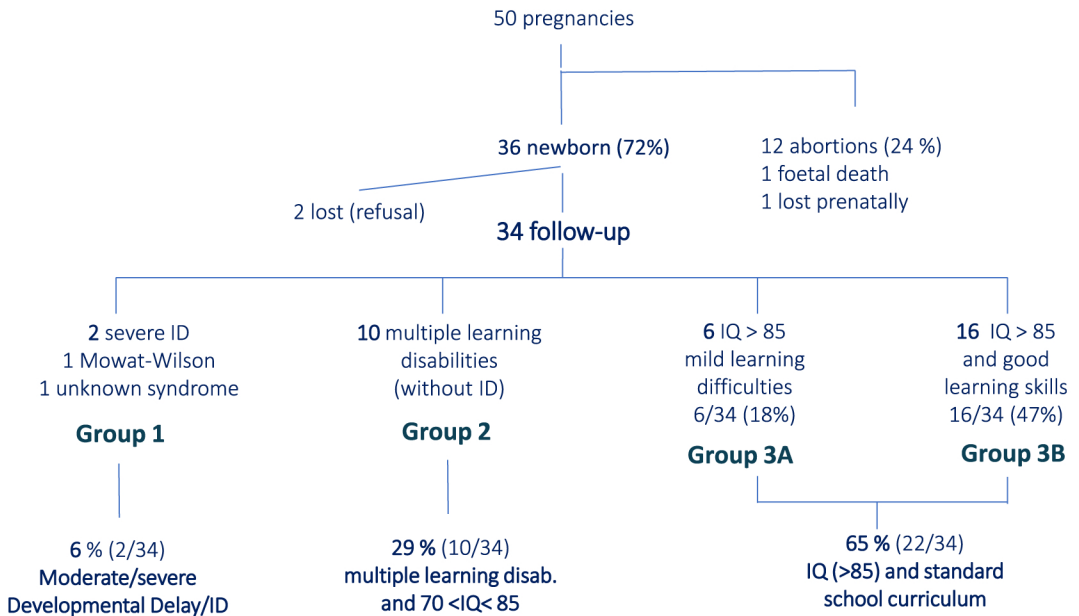 50 pregnancies
36 newborn (72%)
12 abortions (24 %)
1 foetal death
1 lost prenatally
2 lost (refusal)
34 follow-up
2 severe ID
1 Mowat-Wilson
1 unknown syndrome
Group 1
10 multiple learning
disabilities
(without ID)
Group 2
6 IQ > 85
mild learning
difficulties
6/34 (18%)
Group 3A
16 IQ > 85
and good
learning skills
16/34 (47%)
Group 3B
6 % (2/34)
Moderate/severe
Developmental Delay/ID
29 % (10/34)
multiple learning disab.
and 70 <IQ< 85
65 % (22/34)
IQ (>85) and standard
school curriculum